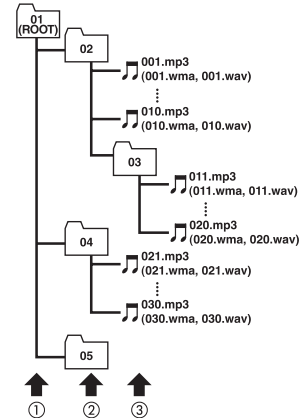 01
(ROOT)
02
001.mp3
(001.wma, 001.wav)
010.mp3
(010.wma, 010.wav)
03
011.mp3
(011.wma, 011.wav)
020.mp3
(020.wma, 020.wav)
04
021.mp3
(021.wma, 021.wav)
030.mp3
(030.wma, 030.wav)
05
① ② ③